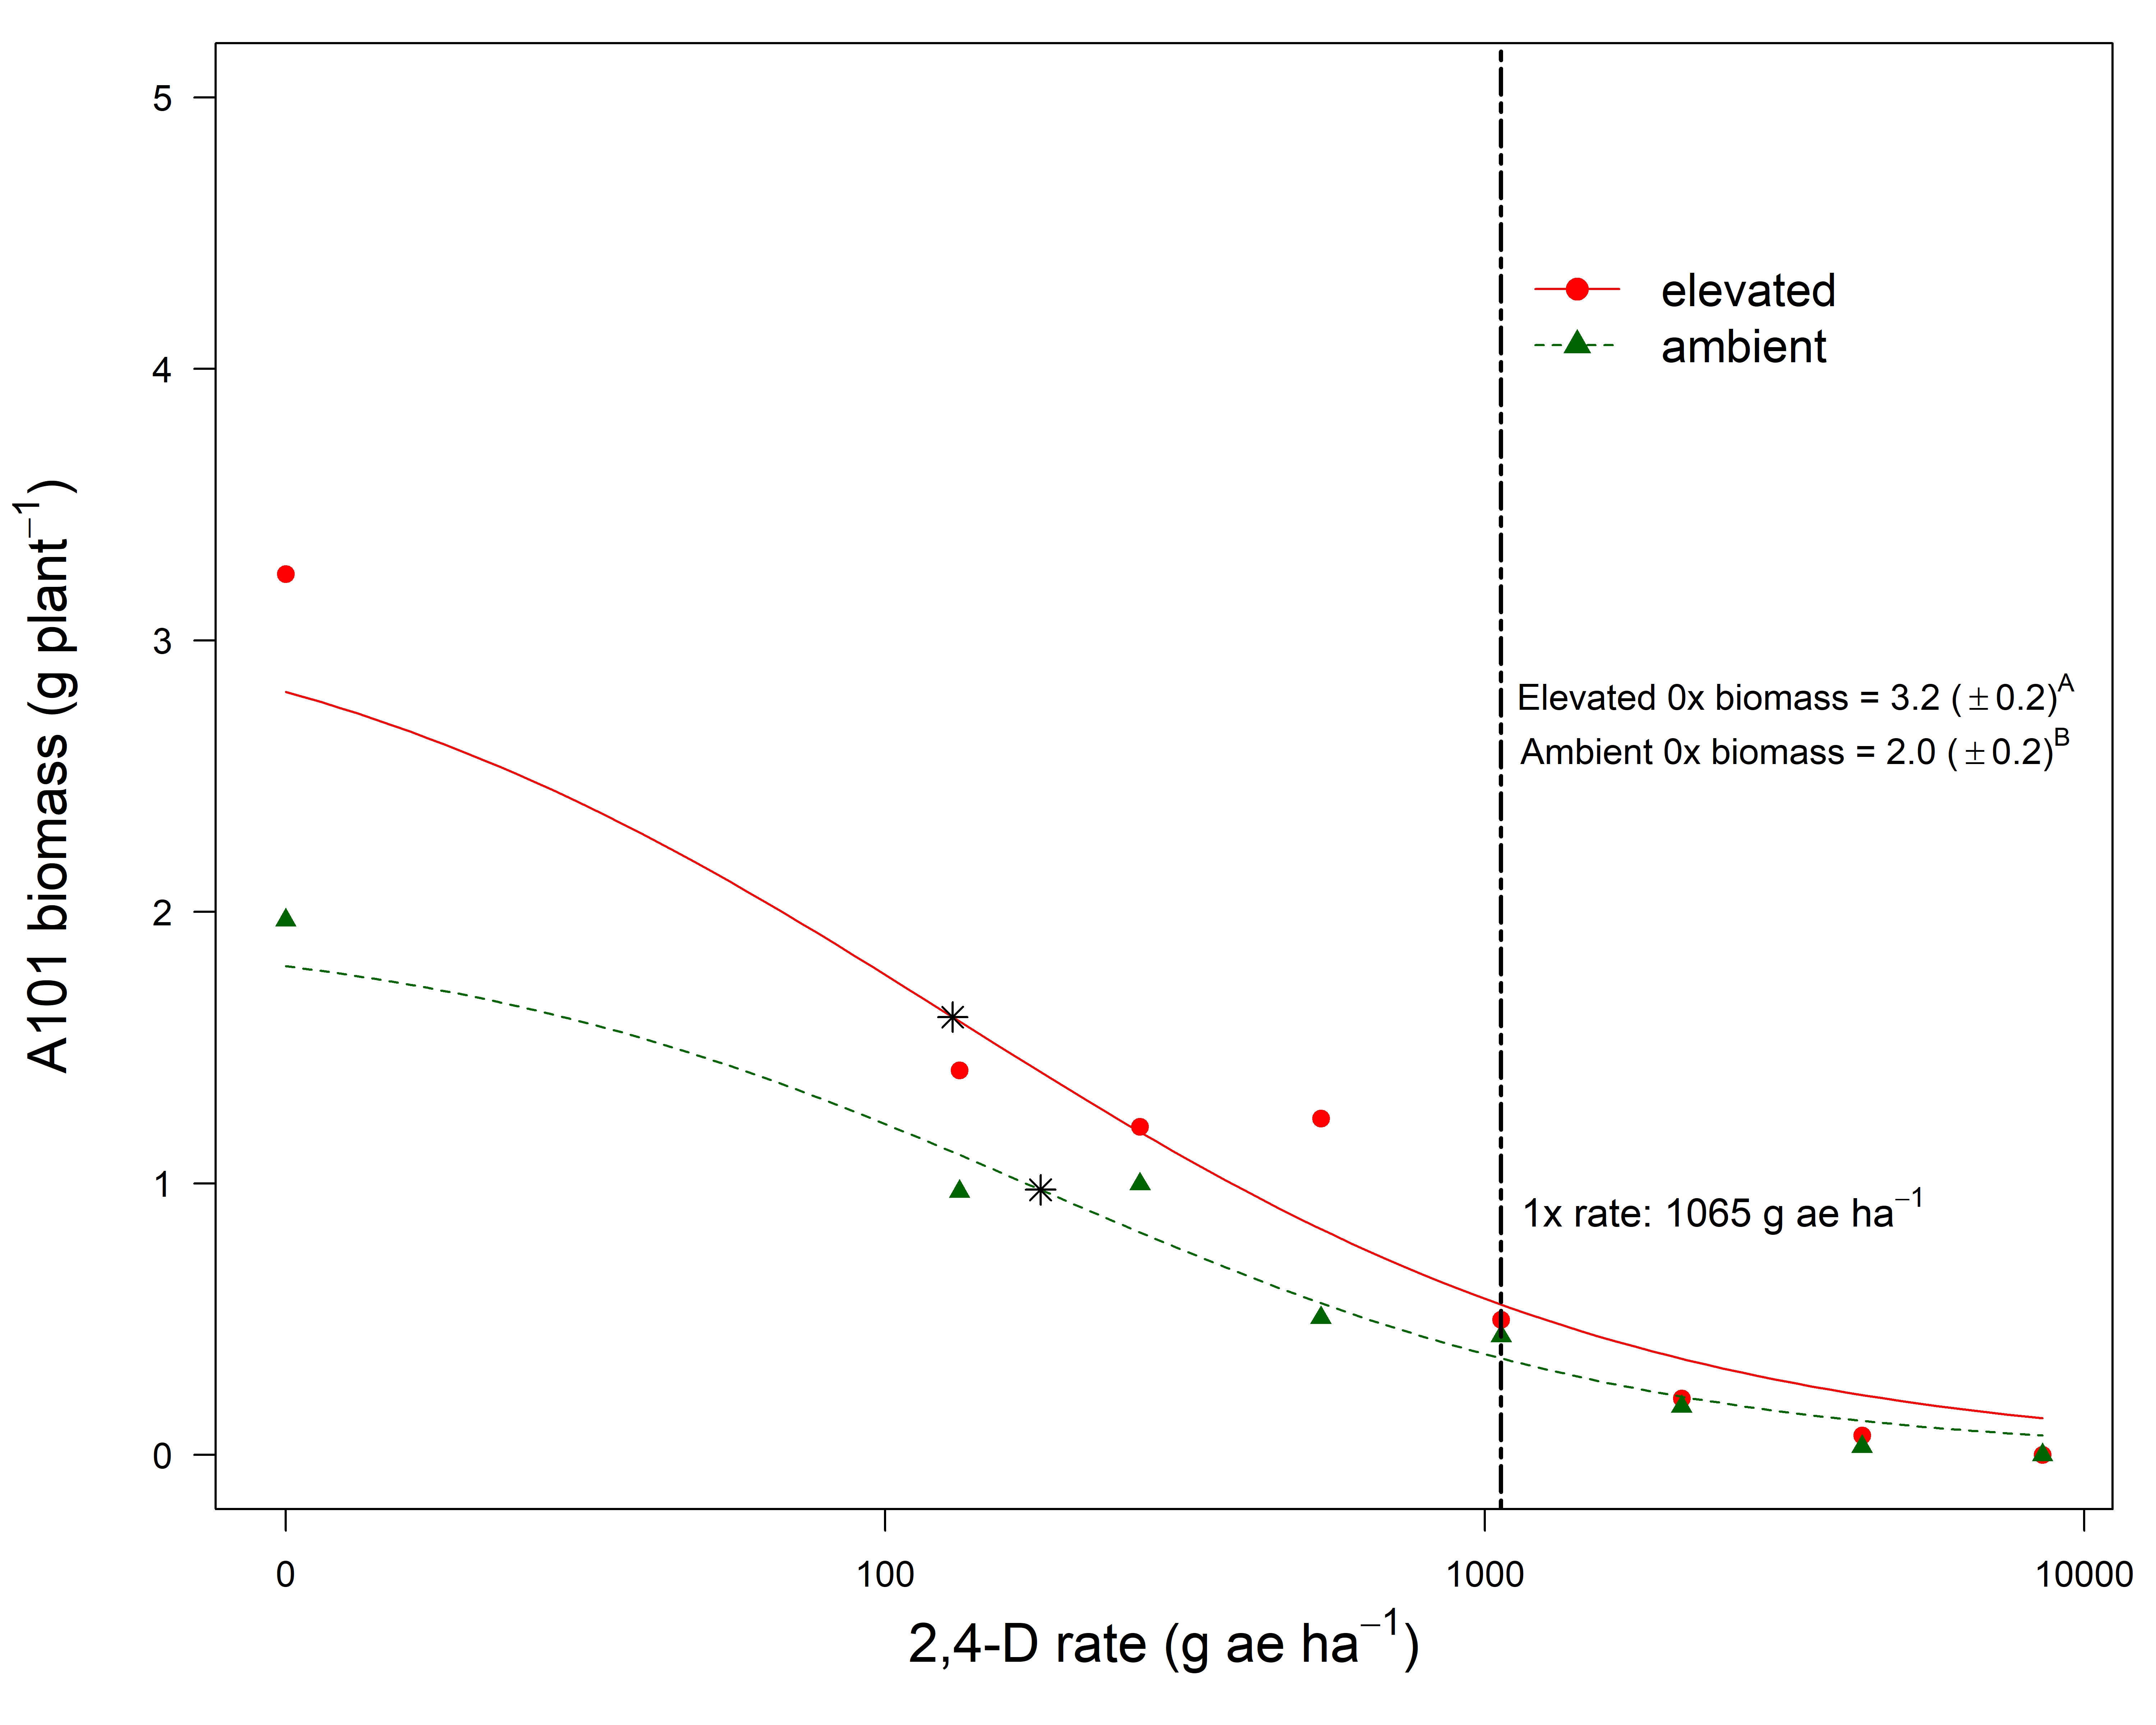 A101 biomass (g plant⁻¹)
5
4
3
2
1
0
elevated
ambient
Elevated 0x biomass = 3.2 (±0.2)ᴬ
Ambient 0x biomass = 2.0 (±0.2)ᴮ
1x rate: 1065 g ae ha⁻¹
0 100 1000 10000
2,4-D rate (g ae ha⁻¹)